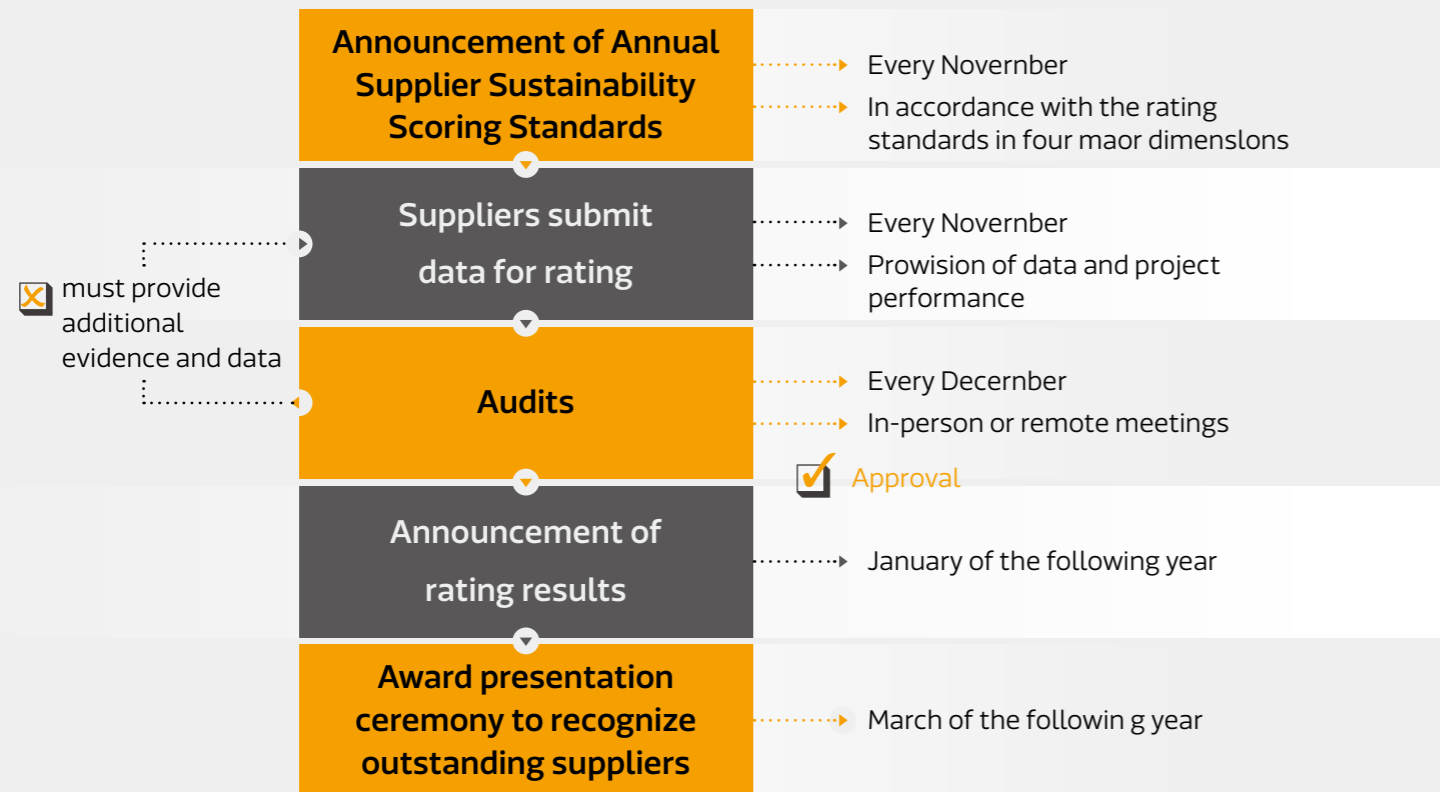 Announcement of Annual
Supplier Sustainability
Scoring Standards
Every Novernber
In accordance with the rating
standards in four maor dimenslons
Suppliers submit
data for rating
Every Novernber
Prowision of data and project
performance
must provide
additional
evidence and data
Audits
Every Decernber
In-person or remote meetings
Approval
Announcement of
rating results
January of the following year
Award presentation
ceremony to recognize
outstanding suppliers
March of the followin g year